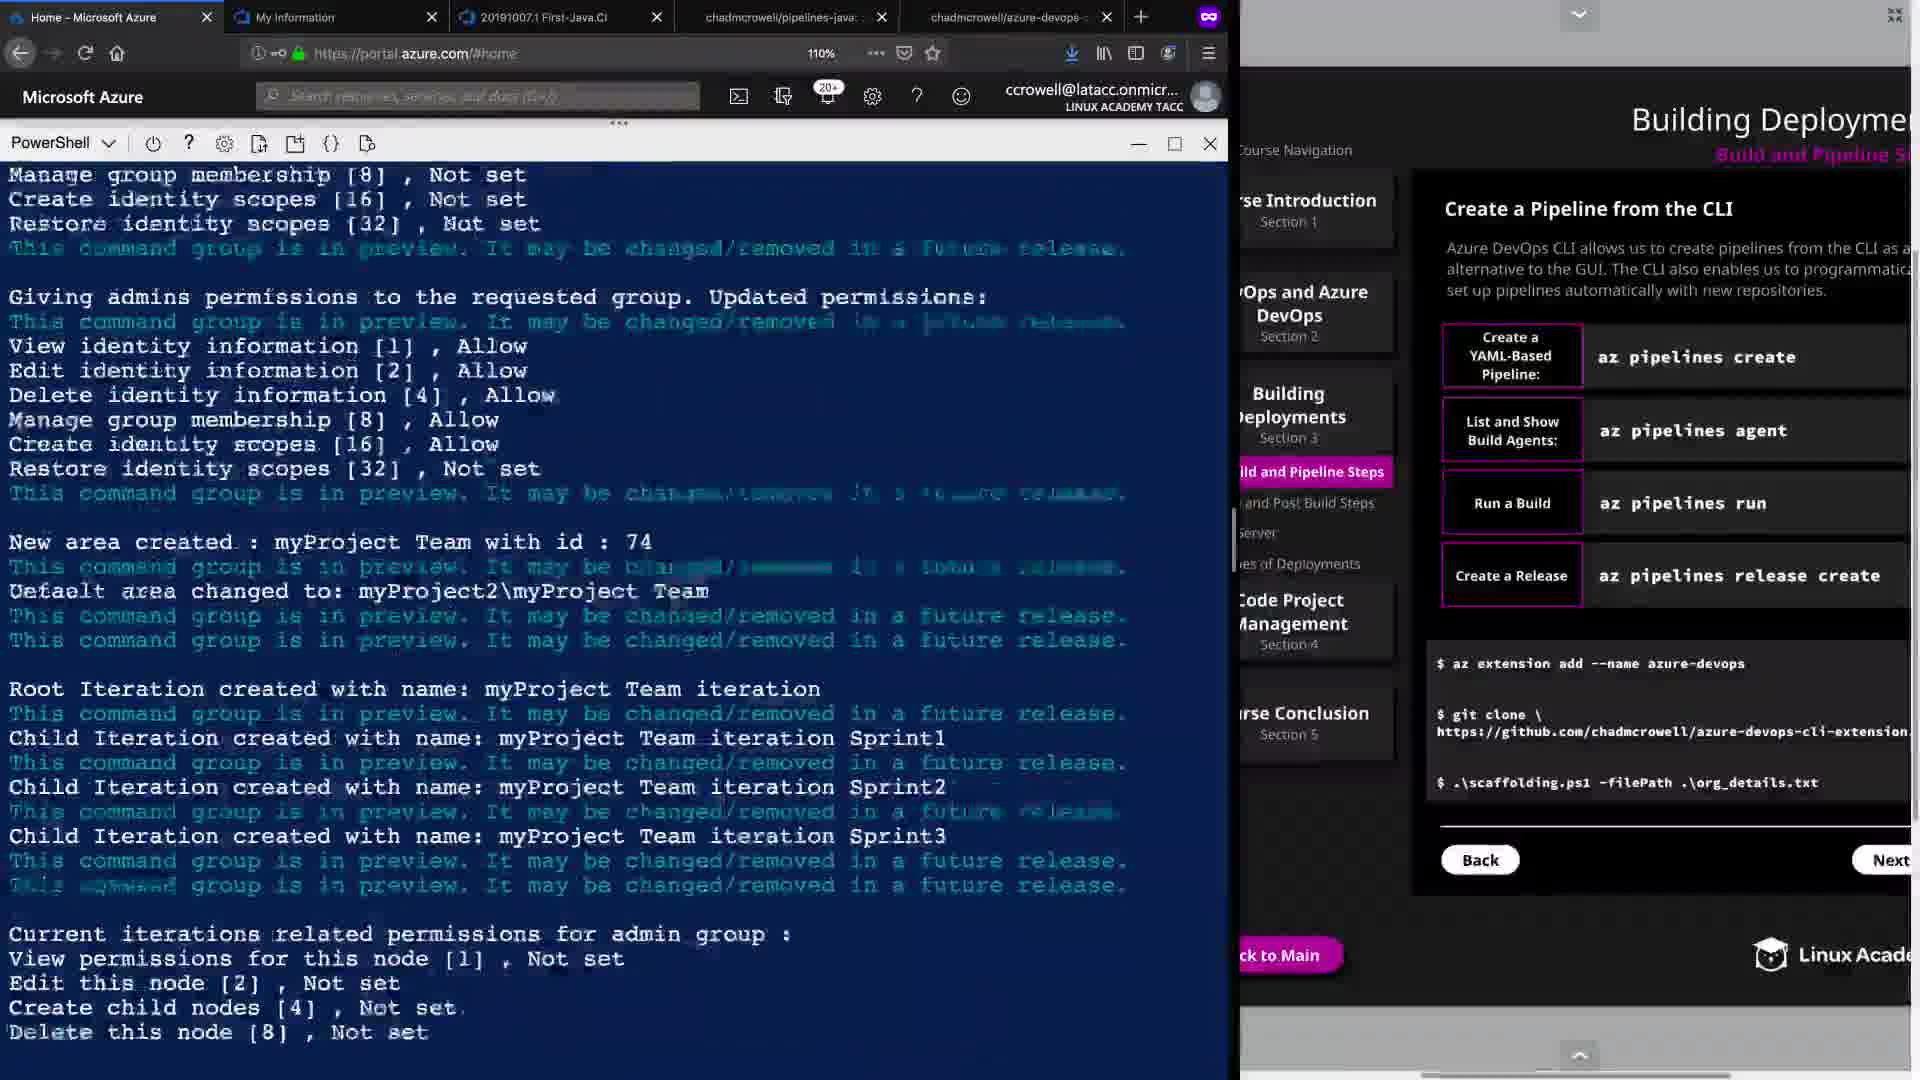 Home - Microsoft Azure
My Information
20191007.1 First-Java.CI
chadmcrowell/pipelines-java:
chadmcrowell/azure-devops-
https://portal.azure.com/#home
110%
Microsoft Azure
Search resources, services, and docs (G+/)
20+
ccrowell@latacc.onmicr...
LINUX ACADEMY TACC
PowerShell
Manage group membership [8] , Not set
Create identity scopes [16] , Not set
Restore identity scopes [32] , Not set
This command group is in preview. It may be changed/removed in a future release.
Giving admins permissions to the requested group. Updated permissions:
This command group is in preview. It may be changed/removed in a future release.
View identity information [1] , Allow
Edit identity information [2] , Allow
Delete identity information [4] , Allow
Manage group membership [8] , Allow
Create identity scopes [16] , Allow
Restore identity scopes [32] , Not set
This command group is in preview. It may be changed/removed in a future release.
New area created : myProject Team with id : 74
This command group is in preview. It may be changed/removed in a future release.
Default area changed to: myProject2\myProject Team
This command group is in preview. It may be changed/removed in a future release.
This command group is in preview. It may be changed/removed in a future release.
Root Iteration created with name: myProject Team iteration
This command group is in preview. It may be changed/removed in a future release.
Child Iteration created with name: myProject Team iteration Sprint1
This command group is in preview. It may be changed/removed in a future release.
Child Iteration created with name: myProject Team iteration Sprint2
This command group is in preview. It may be changed/removed in a future release.
Child Iteration created with name: myProject Team iteration Sprint3
This command group is in preview. It may be changed/removed in a future release.
This command group is in preview. It may be changed/removed in a future release.
Current iterations related permissions for admin group :
View permissions for this node [1] , Not set
Edit this node [2] , Not set
Create child nodes [4] , Not set
Delete this node [8] , Not set
Course Navigation
rse Introduction
Section 1
vOps and Azure
DevOps
Section 2
Building
Deployments
Section 3
ild and Pipeline Steps
and Post Build Steps
Server
es of Deployments
Code Project
Management
Section 4
urse Conclusion
Section 5
ck to Main
Building Deployme
Build and Pipeline S
Create a Pipeline from the CLI
Azure DevOps CLI allows us to create pipelines from the CLI as a
alternative to the GUI. The CLI also enables us to programmatic
set up pipelines automatically with new repositories.
Create a
YAML-Based
Pipeline:
az pipelines create
List and Show
Build Agents:
az pipelines agent
Run a Build
az pipelines run
Create a Release
az pipelines release create
$ az extension add --name azure-devops
$ git clone \
https://github.com/chadmcrowell/azure-devops-cli-extension.
$ .\scaffolding.ps1 -filePath .\org_details.txt
Back
Next
Linux Acade